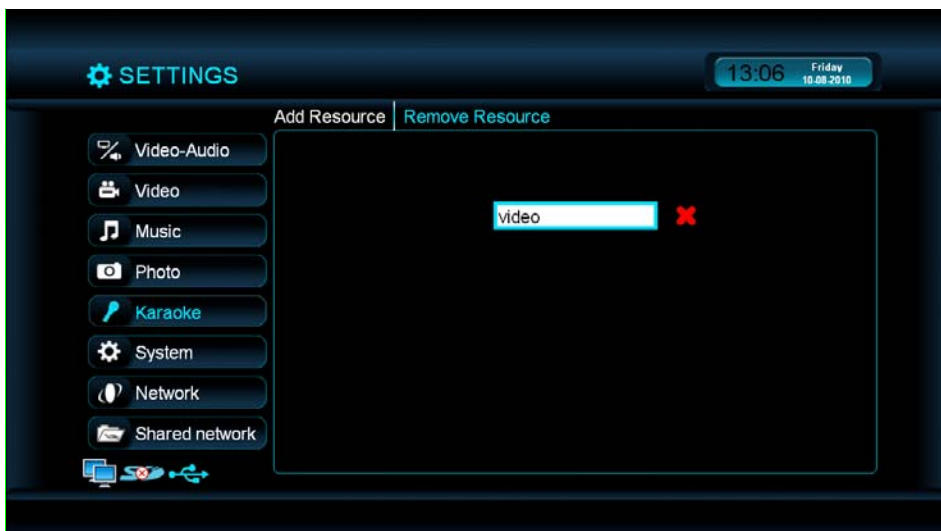 SETTINGS
13:06
Friday
10-08-2010
Add Resource
Remove Resource
Video-Audio
Video
video
Music
Photo
Karaoke
System
Network
Shared network